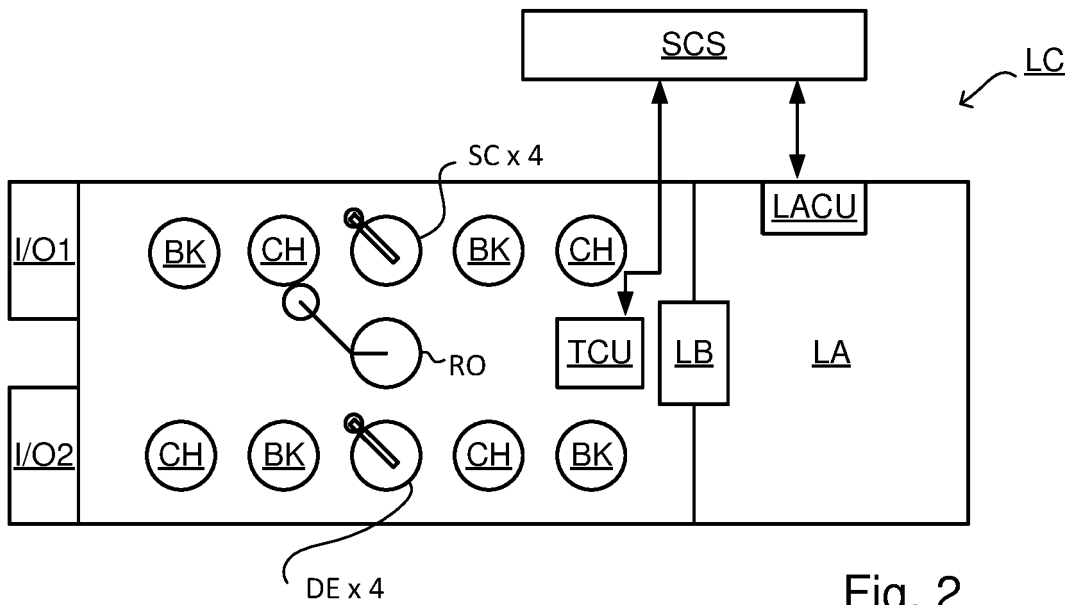 SCS
LC
SC x 4
LACU
I/O1
BK
CH
BK
CH
TCU
LB
LA
RO
I/O2
CH
BK
CH
BK
DE x 4
Fig. 2